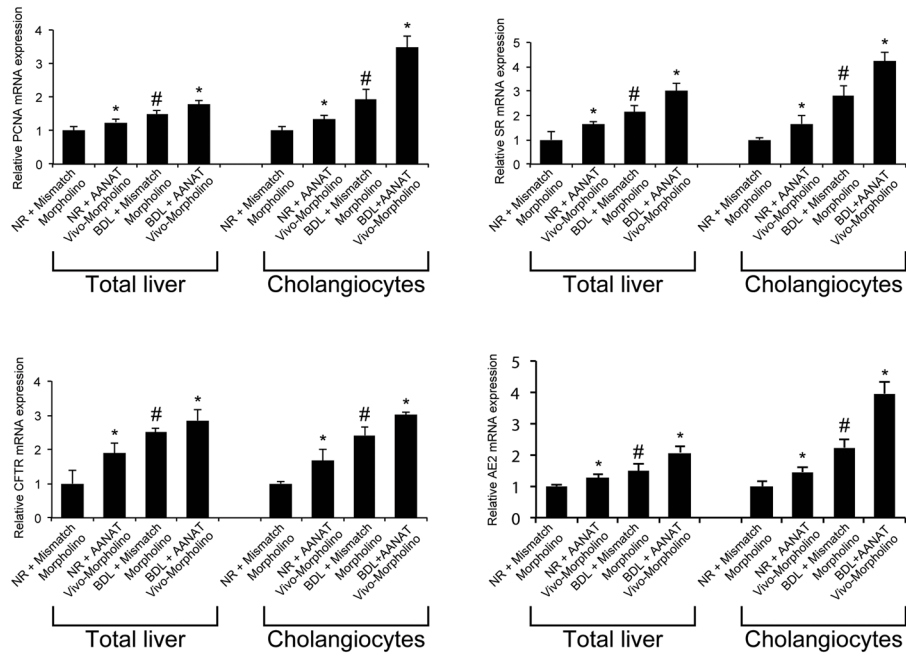 Relative PCNA mRNA expression
4
3
2
1
0
*
#
*
*
#
*
NR + Mismatch
Morpholino
NR + AANAT
Vivo-Morpholino
BDL + Mismatch
Morpholino
BDL + AANAT
Vivo-Morpholino
NR + Mismatch
Morpholino
NR + AANAT
Vivo-Morpholino
BDL + Mismatch
Morpholino
BDL+AANAT
Vivo-Morpholino
Total liver
Cholangiocytes
Relative SR mRNA expression
5
4
3
2
1
0
*
#
*
*
#
*
NR + Mismatch
Morpholino
NR + AANAT
Vivo-Morpholino
BDL + Mismatch
Morpholino
BDL + AANAT
Vivo-Morpholino
NR + Mismatch
Morpholino
NR + AANAT
Vivo-Morpholino
BDL + Mismatch
Morpholino
BDL+AANAT
Vivo-Morpholino
Total liver
Cholangiocytes
Relative CFTR mRNA expression
4
3
2
1
0
*
#
*
*
#
*
NR + Mismatch
Morpholino
NR + AANAT
Vivo-Morpholino
BDL + Mismatch
Morpholino
BDL + AANAT
Vivo-Morpholino
NR + Mismatch
Morpholino
NR + AANAT
Vivo-Morpholino
BDL + Mismatch
Morpholino
BDL+AANAT
Vivo-Morpholino
Total liver
Cholangiocytes
Relative AE2 mRNA expression
5
4
3
2
1
0
*
#
*
*
#
*
NR + Mismatch
Morpholino
NR + AANAT
Vivo-Morpholino
BDL + Mismatch
Morpholino
BDL + AANAT
Vivo-Morpholino
NR + Mismatch
Morpholino
NR + AANAT
Vivo-Morpholino
BDL + Mismatch
Morpholino
BDL+AANAT
Vivo-Morpholino
Total liver
Cholangiocytes